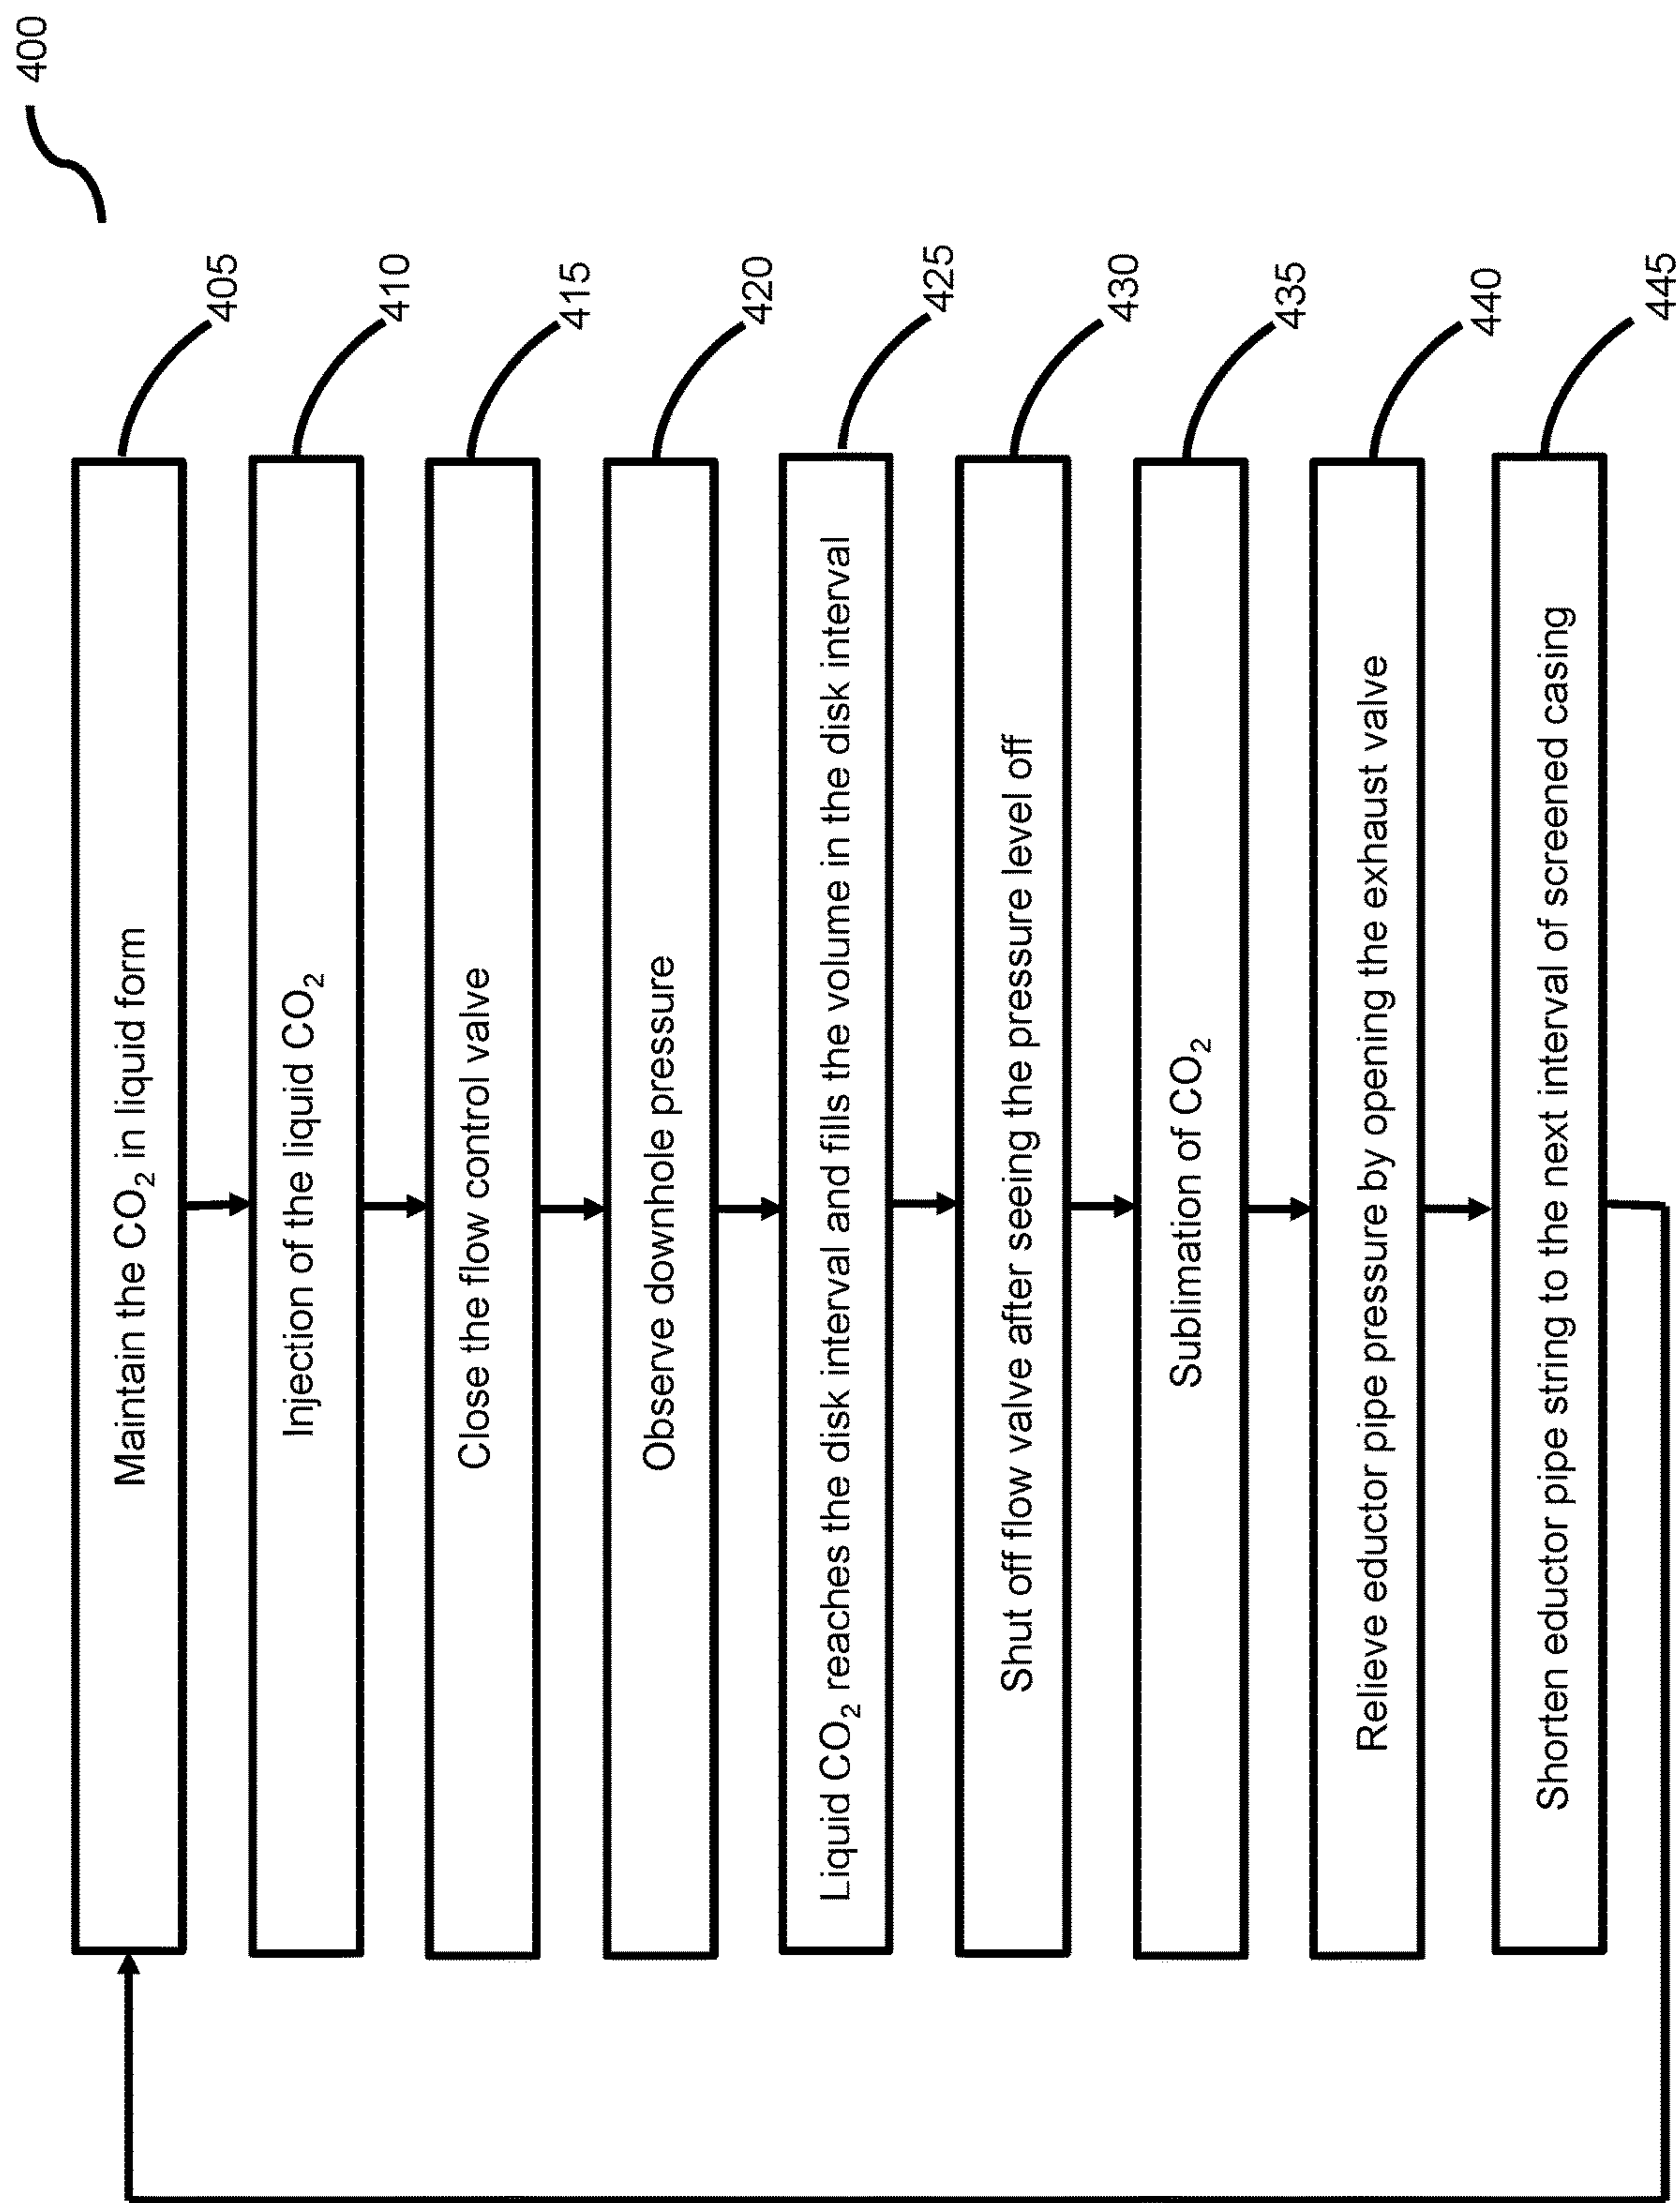 400
Maintain the CO₂ in liquid form
405
Injection of the liquid CO₂
410
Close the flow control valve
415
Observe downhole pressure
420
Liquid CO₂ reaches the disk interval and fills the volume in the disk interval
425
Shut off flow valve after seeing the pressure level off
430
Sublimation of CO₂
435
Relieve eductor pipe pressure by opening the exhaust valve
440
Shorten eductor pipe string to the next interval of screened casing
445